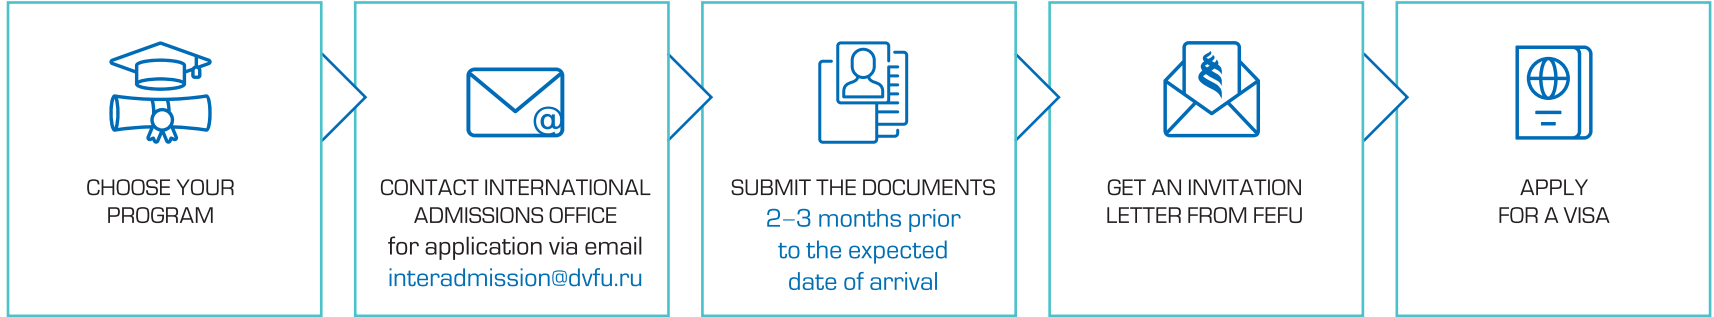 @
CHOOSE YOUR
PROGRAM
CONTACT INTERNATIONAL
ADMISSIONS OFFICE
for application via email
interadmission@dvfu.ru
SUBMIT THE DOCUMENTS
2–3 months prior
to the expected
date of arrival
GET AN INVITATION
LETTER FROM FEFU
APPLY
FOR A VISA